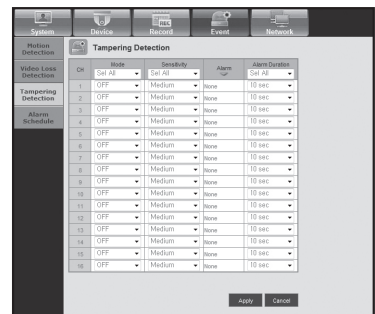 System Device Record Event Network
REC
Motion Detection
Video Loss Detection
Tampering Detection
Alarm Schedule
Tampering Detection
CH Mode Sensitivity Alarm Alarm Duration
Sel All Sel All Sel All
1 OFF Medium None 10 sec
2 OFF Medium None 10 sec
3 OFF Medium None 10 sec
4 OFF Medium None 10 sec
5 OFF Medium None 10 sec
6 OFF Medium None 10 sec
7 OFF Medium None 10 sec
8 OFF Medium None 10 sec
9 OFF Medium None 10 sec
10 OFF Medium None 10 sec
11 OFF Medium None 10 sec
12 OFF Medium None 10 sec
13 OFF Medium None 10 sec
14 OFF Medium None 10 sec
15 OFF Medium None 10 sec
16 OFF Medium None 10 sec
Apply Cancel